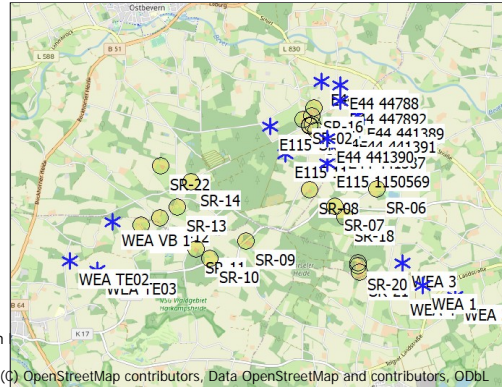 Ostbevern
B 51
L 588
L 830
E44 44788
E44 447892
SR-16
E44 441389
E115
E44 441391
E44 441390
E115 1150569
SR-22
SR-14
SR-08
SR-06
SR-07
SR-18
SR-13
WEA VB
SR-09
SR-11
SR-10
WEA TE02
WEA TE03
SR-20
WEA 3
WEA 1
WEA
B 64
K 17
(C) OpenStreetMap contributors, Data OpenStreetMap and contributors, ODbL